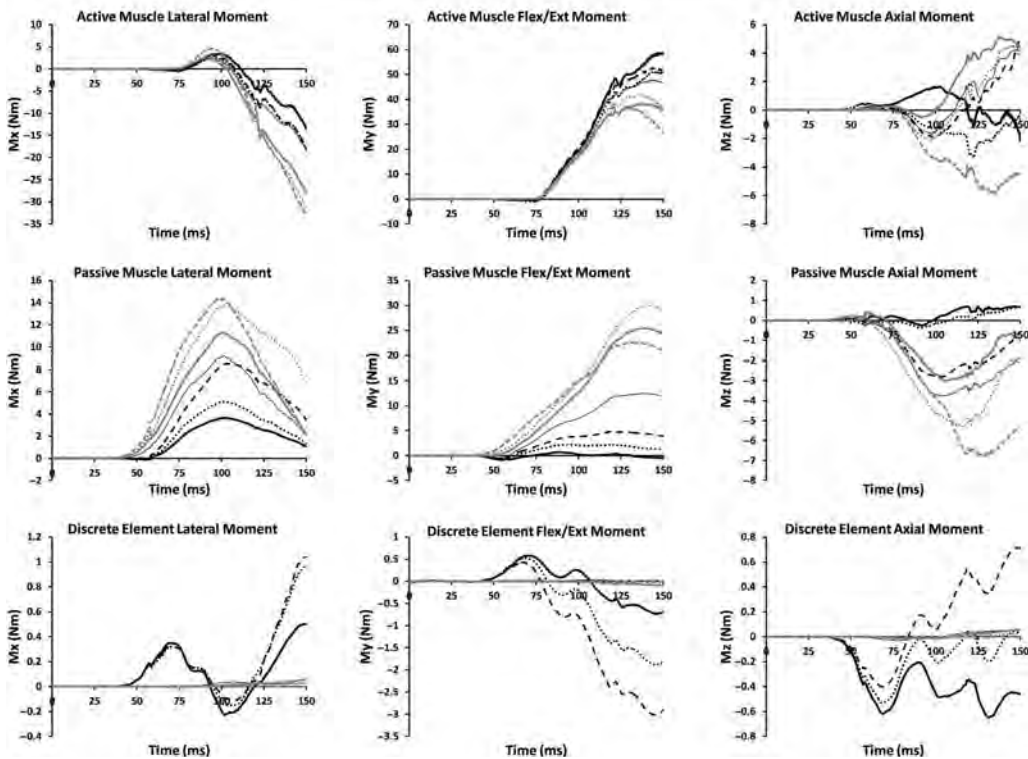 Active Muscle Lateral Moment
Mx (Nm)
10
5
0
−5
−10
−15
−20
−25
−30
−35
0 25 50 75 100 125 150
Time (ms)
Active Muscle Flex/Ext Moment
My (Nm)
70
60
50
40
30
20
10
0
−10
0 25 50 75 100 125 150
Time (ms)
Active Muscle Axial Moment
Mz (Nm)
6
4
2
0
−2
−4
−6
−8
0 25 50 75 100 125 150
Time (ms)
Passive Muscle Lateral Moment
Mx (Nm)
16
14
12
10
8
6
4
2
0
−2
0 25 50 75 100 125 150
Time (ms)
Passive Muscle Flex/Ext Moment
My (Nm)
35
30
25
20
15
10
5
0
−5
0 25 50 75 100 125 150
Time (ms)
Passive Muscle Axial Moment
Mz (Nm)
2
1
0
−1
−2
−3
−4
−5
−6
−7
−8
0 25 50 75 100 125 150
Time (ms)
Discrete Element Lateral Moment
Mx (Nm)
1.2
1
0.8
0.6
0.4
0.2
0
−0.2
−0.4
0 25 50 75 100 125 150
Time (ms)
Discrete Element Flex/Ext Moment
My (Nm)
1
0.5
0
−0.5
−1
−1.5
−2
−2.5
−3
−3.5
0 25 50 75 100 125 150
Time (ms)
Discrete Element Axial Moment
Mz (Nm)
0.8
0.6
0.4
0.2
0
−0.2
−0.4
−0.6
−0.8
0 25 50 75 100 125 150
Time (ms)